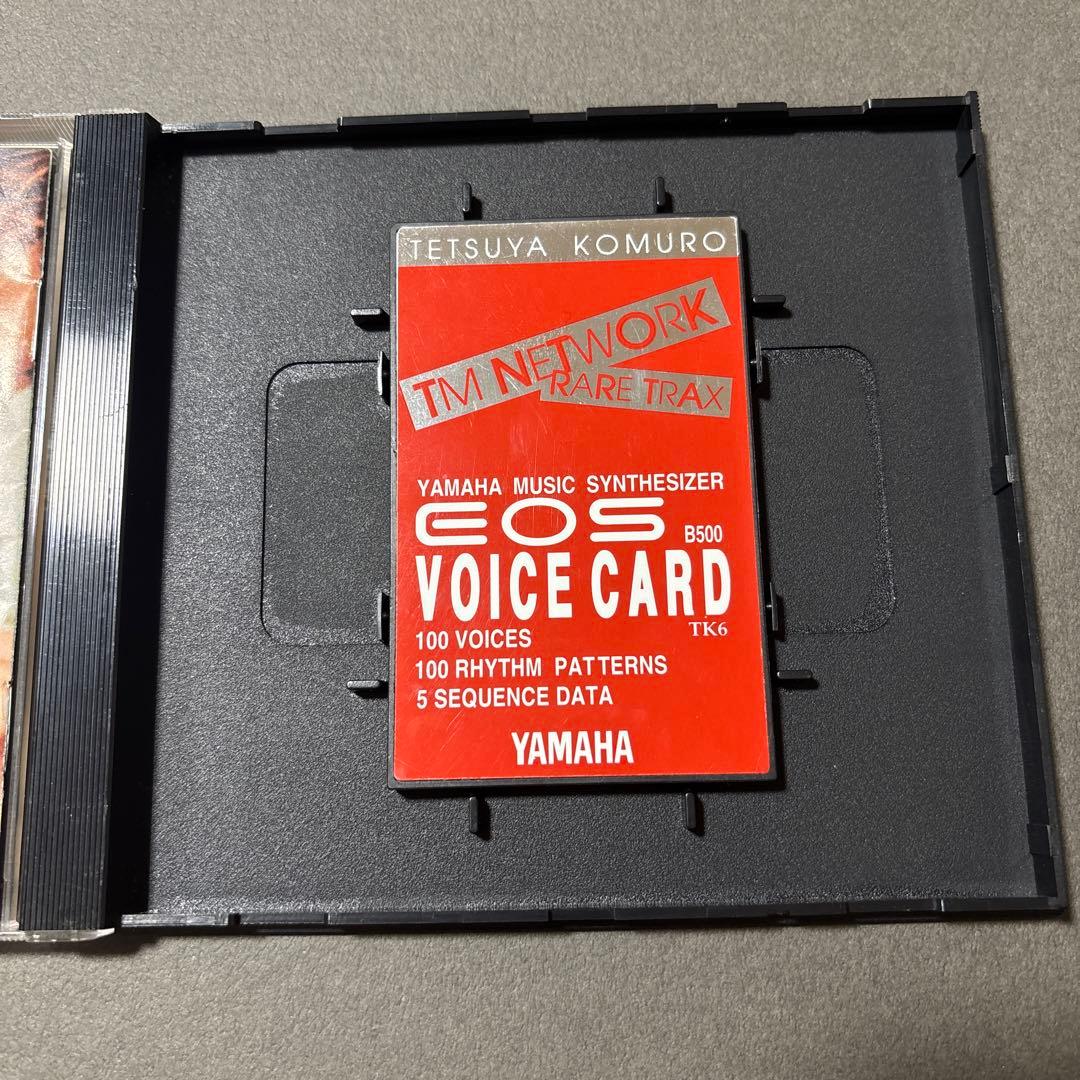 TETSUYA KOMURO
TM NETWORK
RARE TRAX
YAMAHA MUSIC SYNTHESIZER
EOS B500
VOICE CARD
TK6
100 VOICES
100 RHYTHM PATTERNS
5 SEQUENCE DATA
YAMAHA